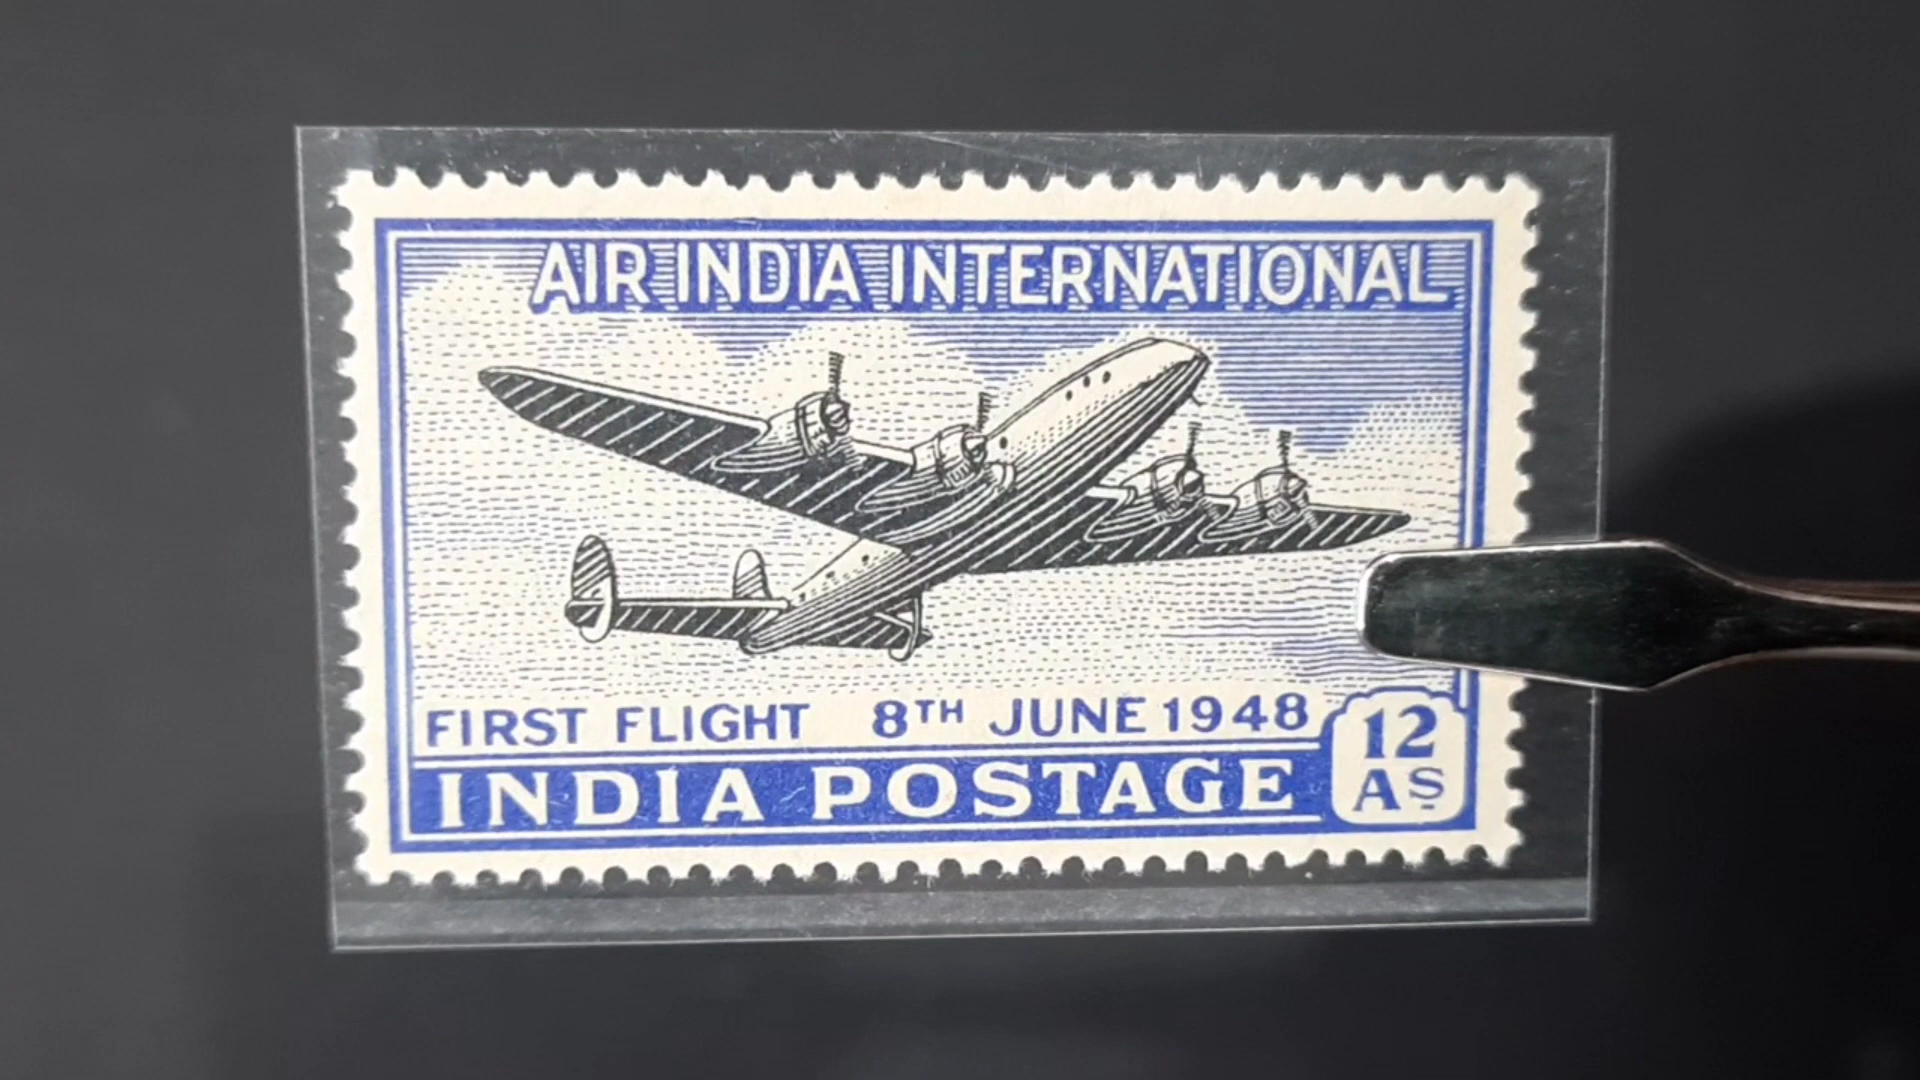 AIR INDIA INTERNATIONAL
FIRST FLIGHT 8TH JUNE 1948
INDIA POSTAGE
12
AS